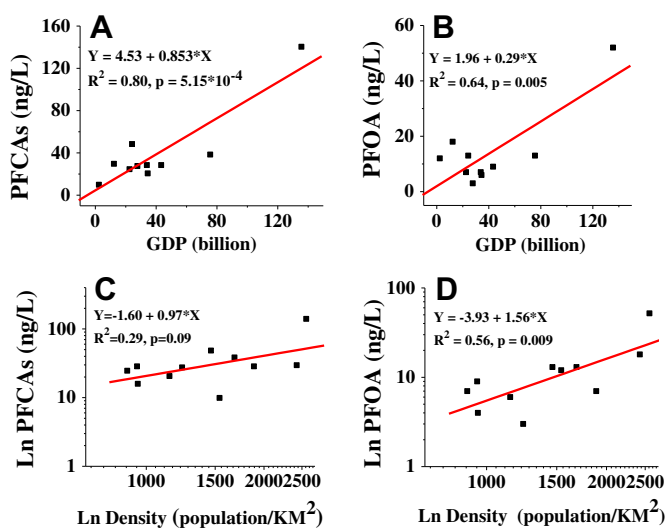 A
Y = 4.53 + 0.853*X
R² = 0.80, p = 5.15*10⁻⁴
PFCAs (ng/L)
160
120
80
40
0
0 40 80 120
GDP (billion)
B
Y = 1.96 + 0.29*X
R² = 0.64, p = 0.005
PFOA (ng/L)
60
40
20
0
0 40 80 120
GDP (billion)
C
Y=-1.60 + 0.97*X
R²=0.29, p=0.09
Ln PFCAs (ng/L)
100
10
1
1000 1500 2000 2500
Ln Density (population/KM²)
D
Y = -3.93 + 1.56*X
R² = 0.56, p = 0.009
Ln PFOA (ng/L)
100
10
1
1000 1500 2000 2500
Ln Density (population/KM²)